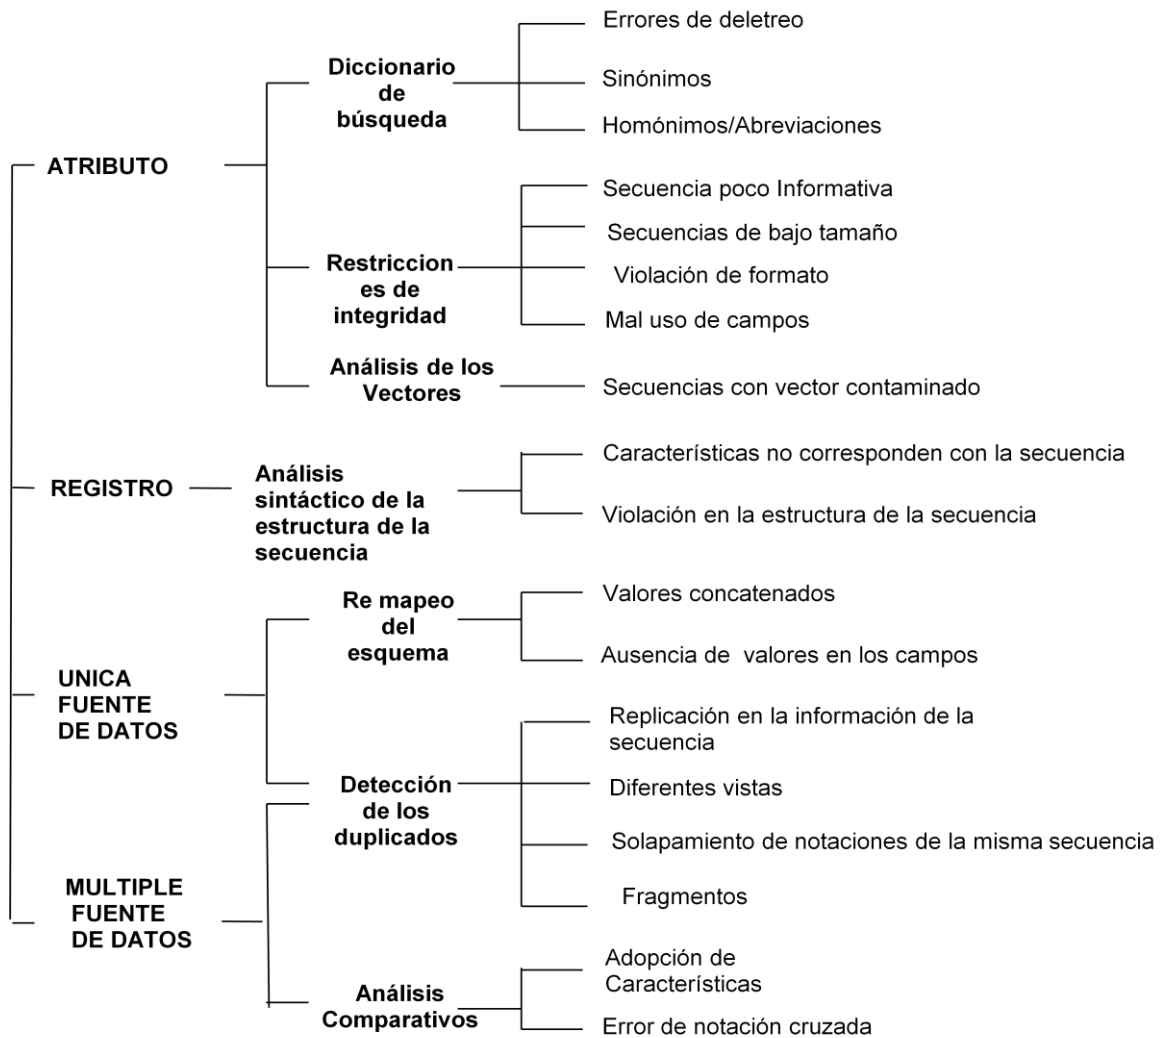 Errores de deletreo
Diccionario
de
búsqueda
Sinónimos
Homónimos/Abreviaciones
ATRIBUTO
Secuencia poco Informativa
Secuencias de bajo tamaño
Restriccion
es de
integridad
Violación de formato
Mal uso de campos
Análisis de los
Vectores
Secuencias con vector contaminado
REGISTRO
Análisis
sintáctico de la
estructura de la
secuencia
Características no corresponden con la secuencia
Violación en la estructura de la secuencia
UNICA
FUENTE
DE DATOS
Re mapeo
del
esquema
Valores concatenados
Ausencia de valores en los campos
Detección
de los
duplicados
Replicación en la información de la
secuencia
Diferentes vistas
Solapamiento de notaciones de la misma secuencia
Fragmentos
MULTIPLE
FUENTE
DE DATOS
Análisis
Comparativos
Adopción de
Características
Error de notación cruzada